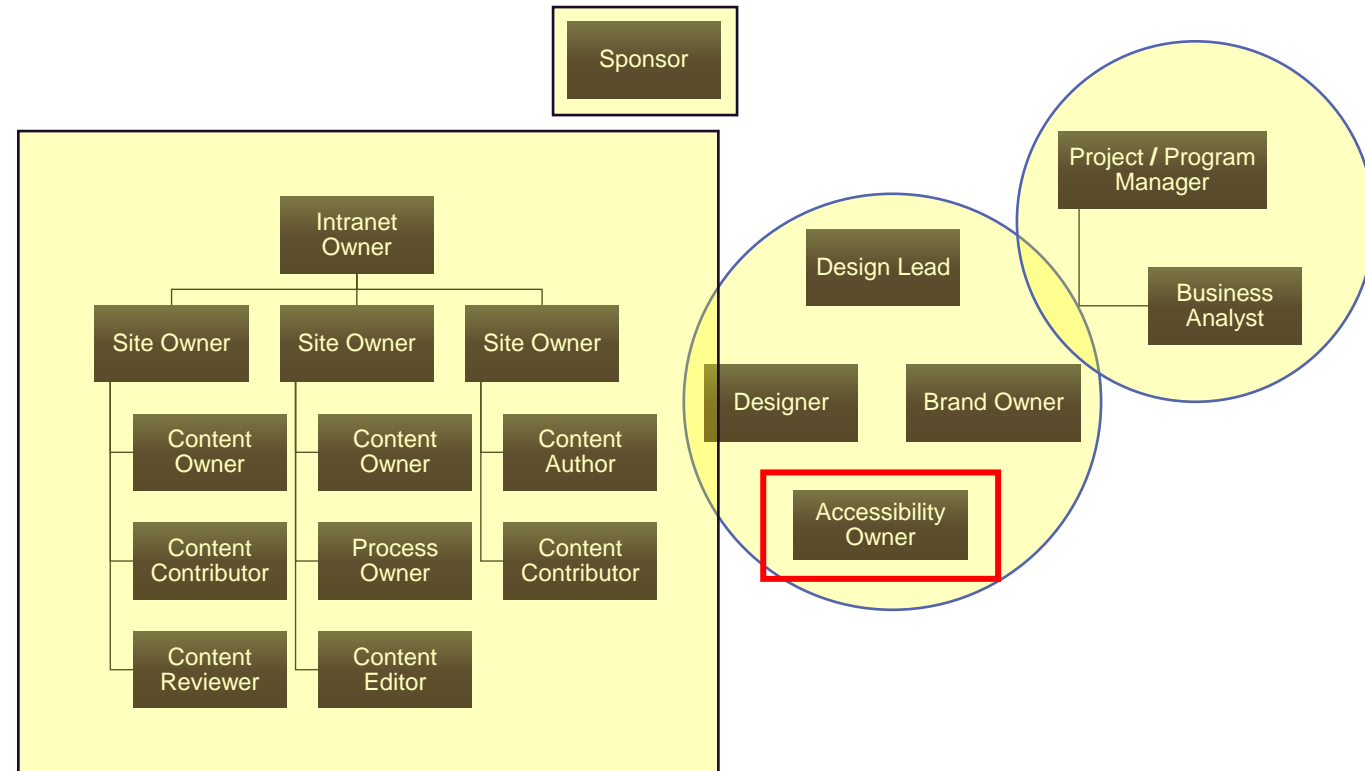 Sponsor
Project / Program
Manager
Business
Analyst
Intranet
Owner
Site Owner
Site Owner
Site Owner
Content
Owner
Content
Contributor
Content
Reviewer
Content
Owner
Process
Owner
Content
Editor
Content
Author
Content
Contributor
Design Lead
Designer
Brand Owner
Accessibility
Owner